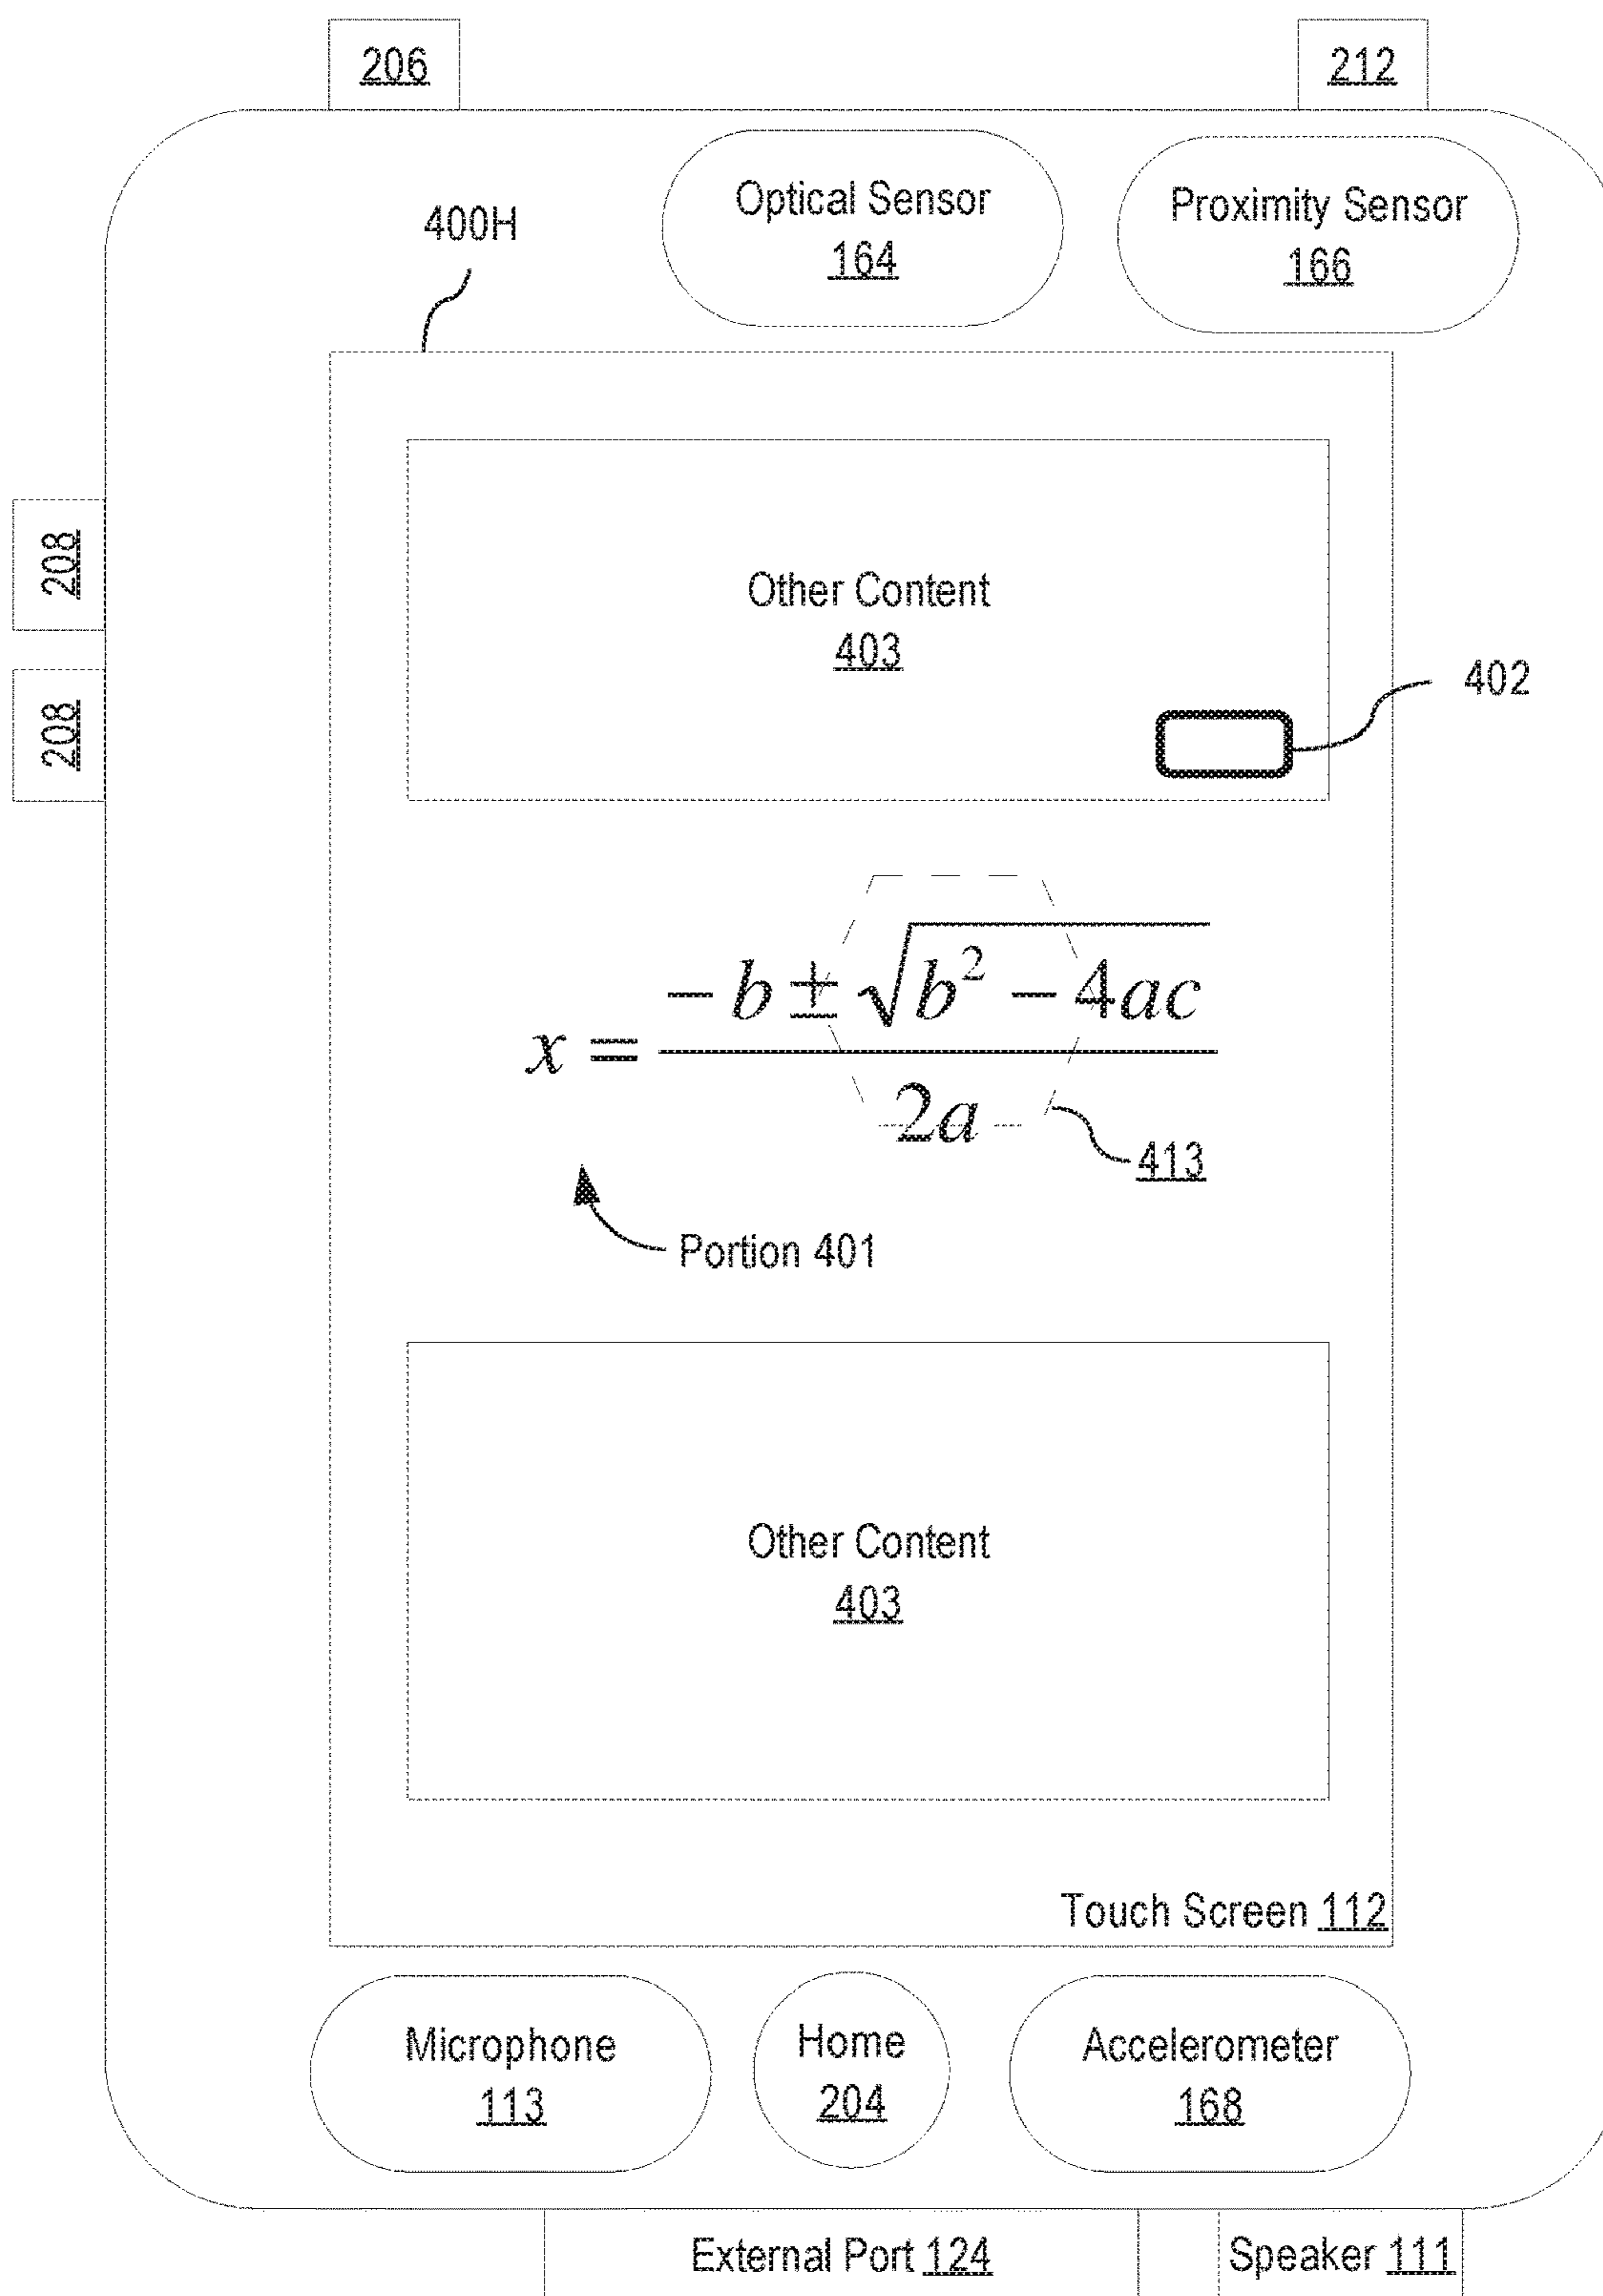 206
212
Optical Sensor
164
Proximity Sensor
166
400H
208
208
Other Content
403
402
x = −b ± √b² − 4ac
2a
413
Portion 401
Other Content
403
Touch Screen 112
Microphone
113
Home
204
Accelerometer
168
External Port 124
Speaker 111